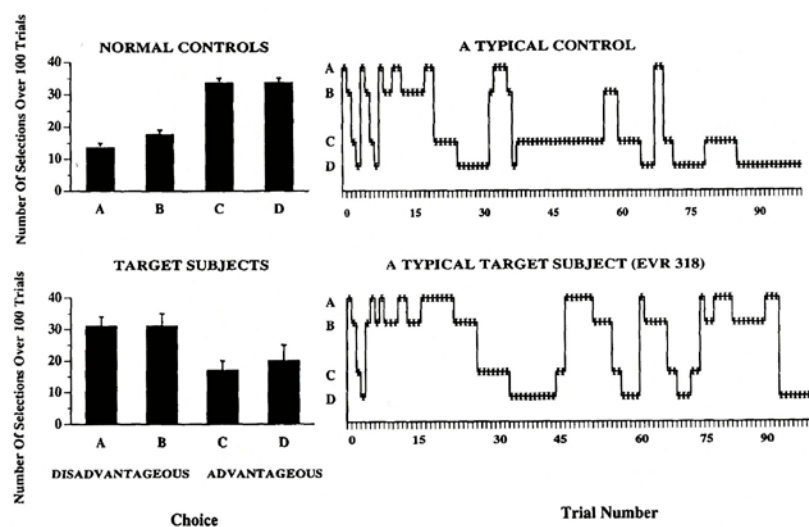 NORMAL CONTROLS
Number Of Selections Over 100 Trials
40
30
20
10
0
A B C D
A TYPICAL CONTROL
A
B
C
D
0 15 31 45 60 75 90
TARGET SUBJECTS
Number Of Selections Over 100 Trials
40
30
20
10
0
A B C D
DISADVANTAGEOUS ADVANTAGEOUS
Choice
A TYPICAL TARGET SUBJECT (EVR 318)
A
B
C
D
0 15 31 45 60 75 90
Trial Number